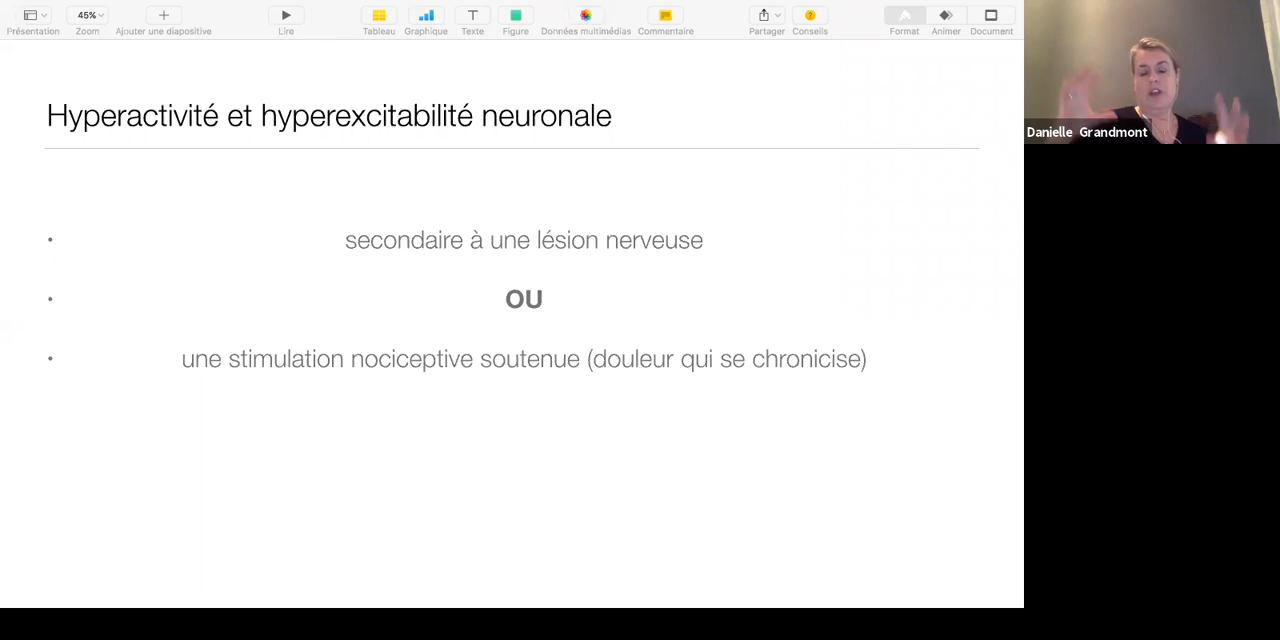 45%
Présentation Zoom Ajouter une diapositive Lire Tableau Graphique Texte Figure Données multimédias Commentaire Partager Conseils Format Animer Document
Hyperactivité et hyperexcitabilité neuronale
• secondaire à une lésion nerveuse
• OU
• une stimulation nociceptive soutenue (douleur qui se chronicise)
Danielle Grandmont